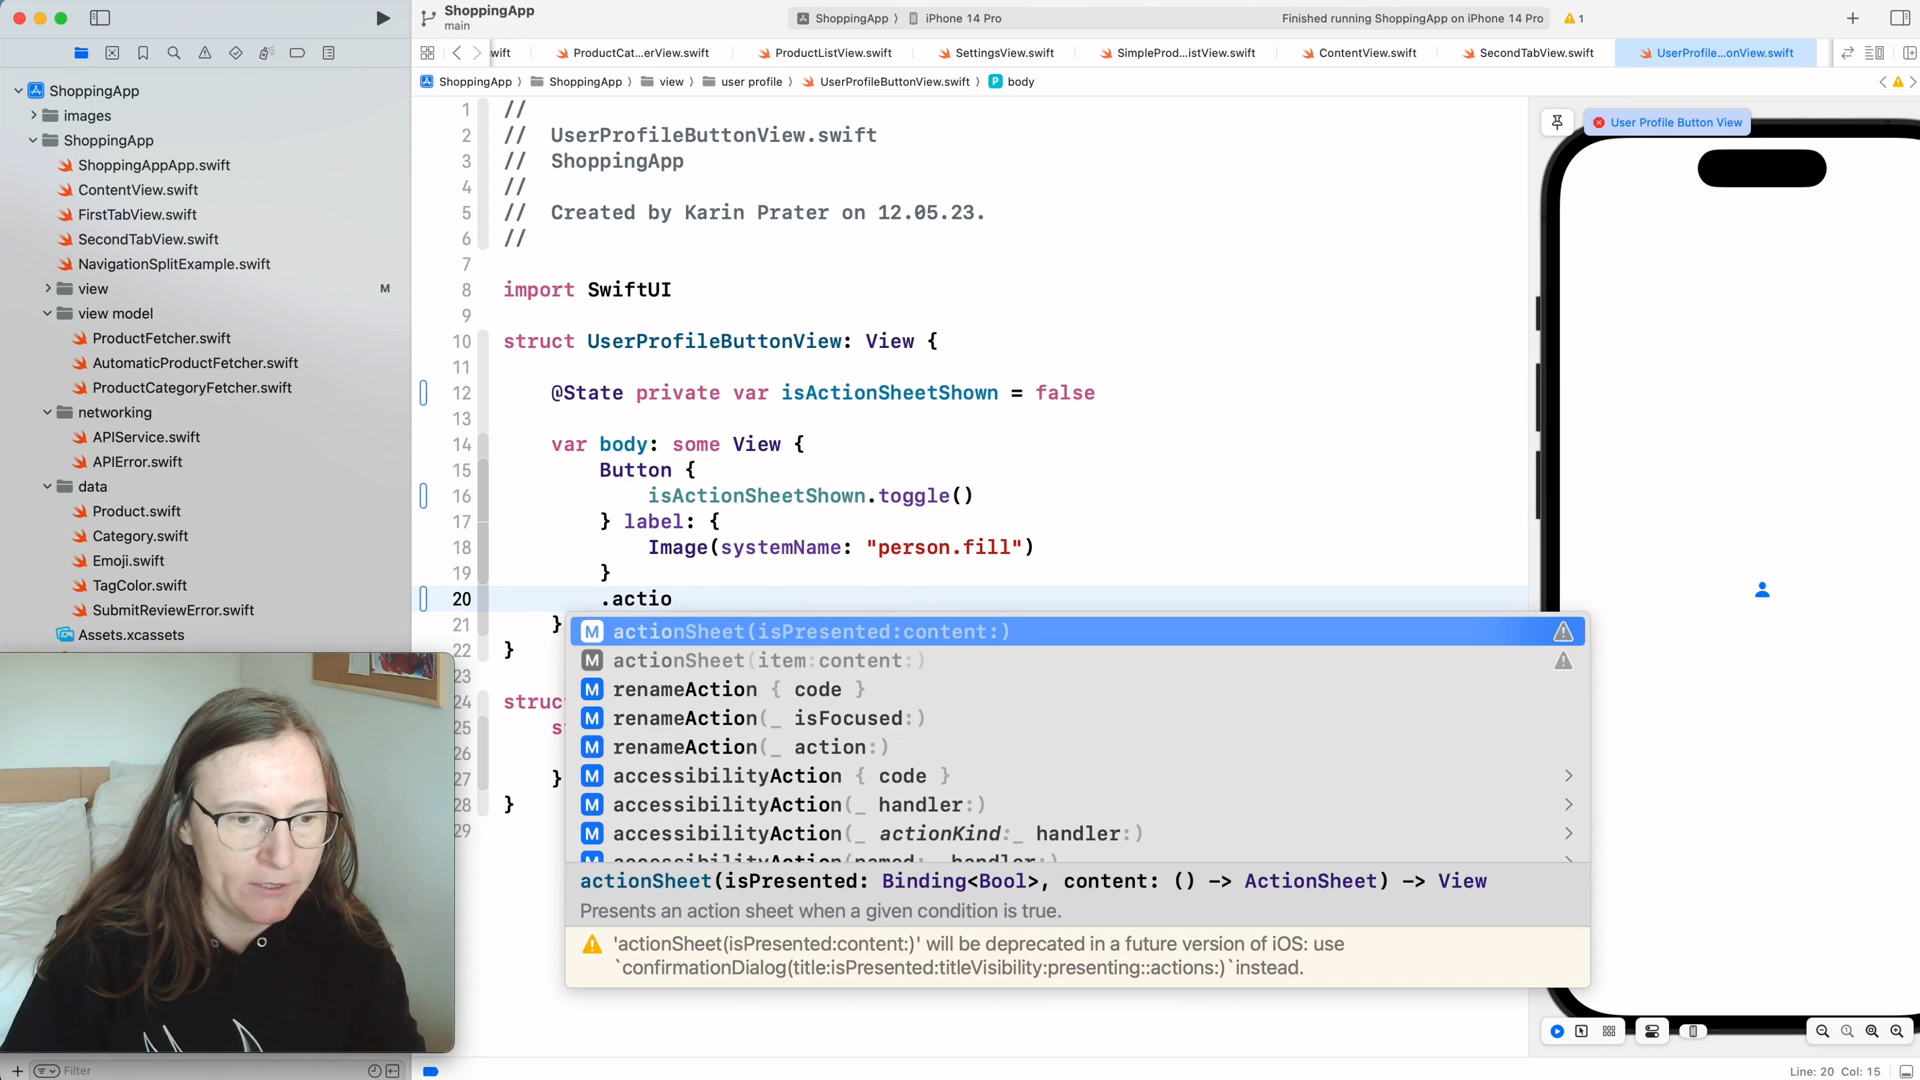 ShoppingApp
main
ShoppingApp 〉 iPhone 14 Pro
Finished running ShoppingApp on iPhone 14 Pro
1
wift
ProductCat...erView.swift
ProductListView.swift
SettingsView.swift
SimpleProd...istView.swift
ContentView.swift
SecondTabView.swift
UserProfile...onView.swift
ShoppingApp 〉 ShoppingApp 〉 view 〉 user profile 〉 UserProfileButtonView.swift 〉 P body
ShoppingApp
images
ShoppingApp
ShoppingAppApp.swift
ContentView.swift
FirstTabView.swift
SecondTabView.swift
NavigationSplitExample.swift
view M
view model
ProductFetcher.swift
AutomaticProductFetcher.swift
ProductCategoryFetcher.swift
networking
APIService.swift
APIError.swift
data
Product.swift
Category.swift
Emoji.swift
TagColor.swift
SubmitReviewError.swift
Assets.xcassets
Filter
1 //
2 // UserProfileButtonView.swift
3 // ShoppingApp
4 //
5 // Created by Karin Prater on 12.05.23.
6 //
7
8 import SwiftUI
9
10 struct UserProfileButtonView: View {
11
12 @State private var isActionSheetShown = false
13
14 var body: some View {
15 Button {
16 isActionSheetShown.toggle()
17 } label: {
18 Image(systemName: "person.fill")
19 }
20 .actio
21 }
22 }
23
24 struc
25 s
26
27 }
28 }
29
M actionSheet(isPresented:content:)
M actionSheet(item:content:)
M renameAction { code }
M renameAction(_ isFocused:)
M renameAction(_ action:)
M accessibilityAction { code }
M accessibilityAction(_ handler:)
M accessibilityAction(_ actionKind:_ handler:)
M accessibilityAction(named:_ handler:)
actionSheet(isPresented: Binding<Bool>, content: () -> ActionSheet) -> View
Presents an action sheet when a given condition is true.
'actionSheet(isPresented:content:)' will be deprecated in a future version of iOS: use
`confirmationDialog(title:isPresented:titleVisibility:presenting::actions:)`instead.
User Profile Button View
Line: 20 Col: 15